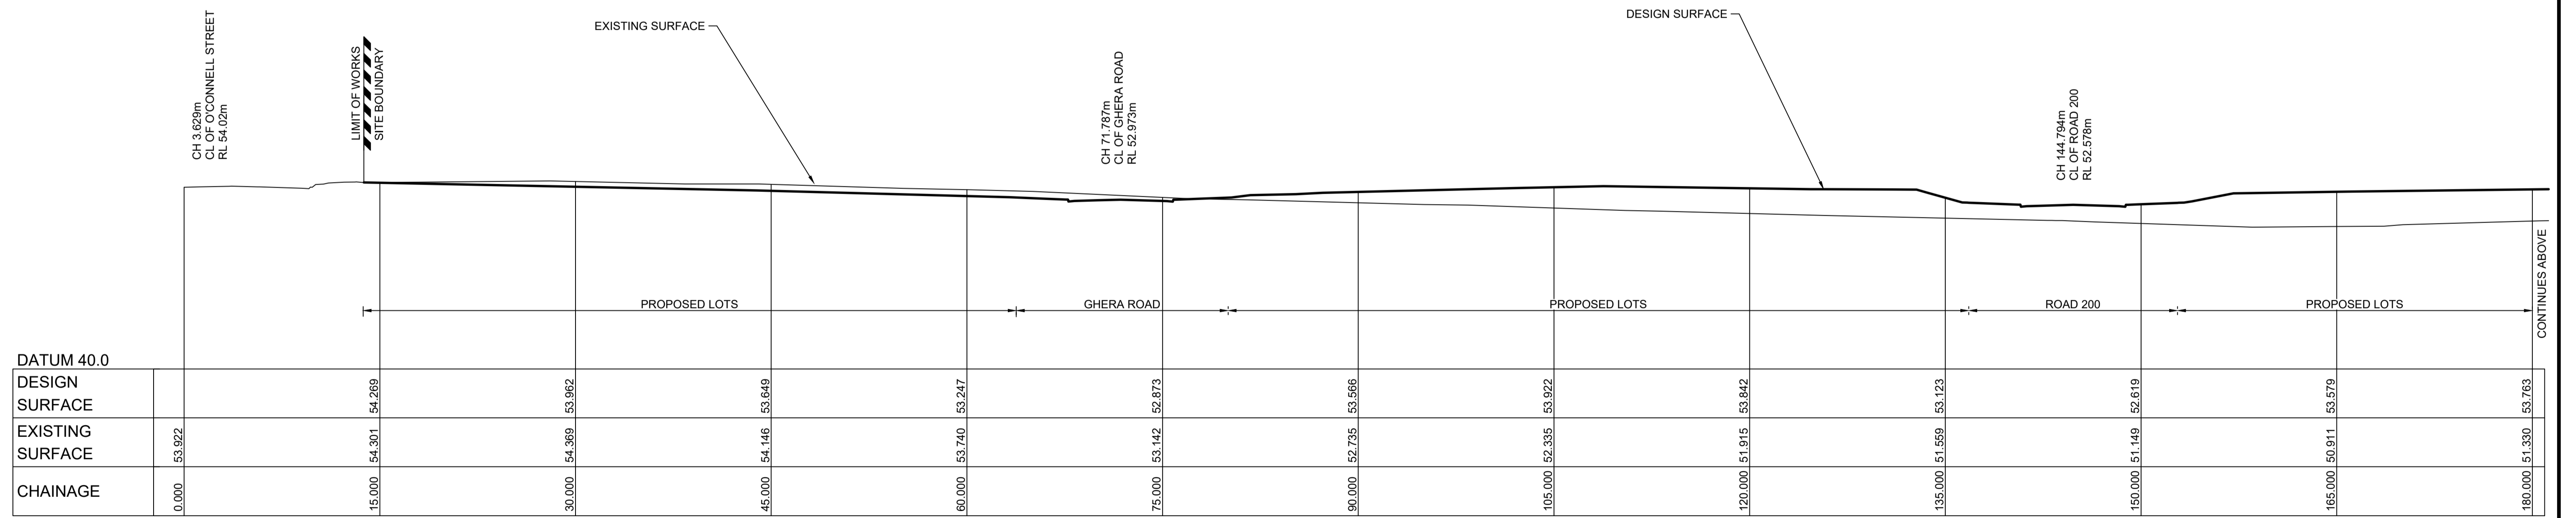 CH 3.629m
CL OF O'CONNELL STREET
RL 54.02m
LIMIT OF WORKS
SITE BOUNDARY
EXISTING SURFACE
CH 71.787m
CL OF GHERA ROAD
RL 52.973m
DESIGN SURFACE
CH 144.794m
CL OF ROAD 200
RL 52.578m
PROPOSED LOTS
GHERA ROAD
PROPOSED LOTS
ROAD 200
PROPOSED LOTS
CONTINUES ABOVE
DATUM 40.0
DESIGN
SURFACE
54.269 53.962 53.649 53.247 52.873 53.566 53.922 53.842 53.123 52.619 53.579 53.763
EXISTING
SURFACE
53.922 54.301 54.369 54.146 53.740 53.142 52.735 52.335 51.915 51.559 51.149 50.911 51.330
CHAINAGE
0.000 15.000 30.000 45.000 60.000 75.000 90.000 105.000 120.000 135.000 150.000 165.000 180.000